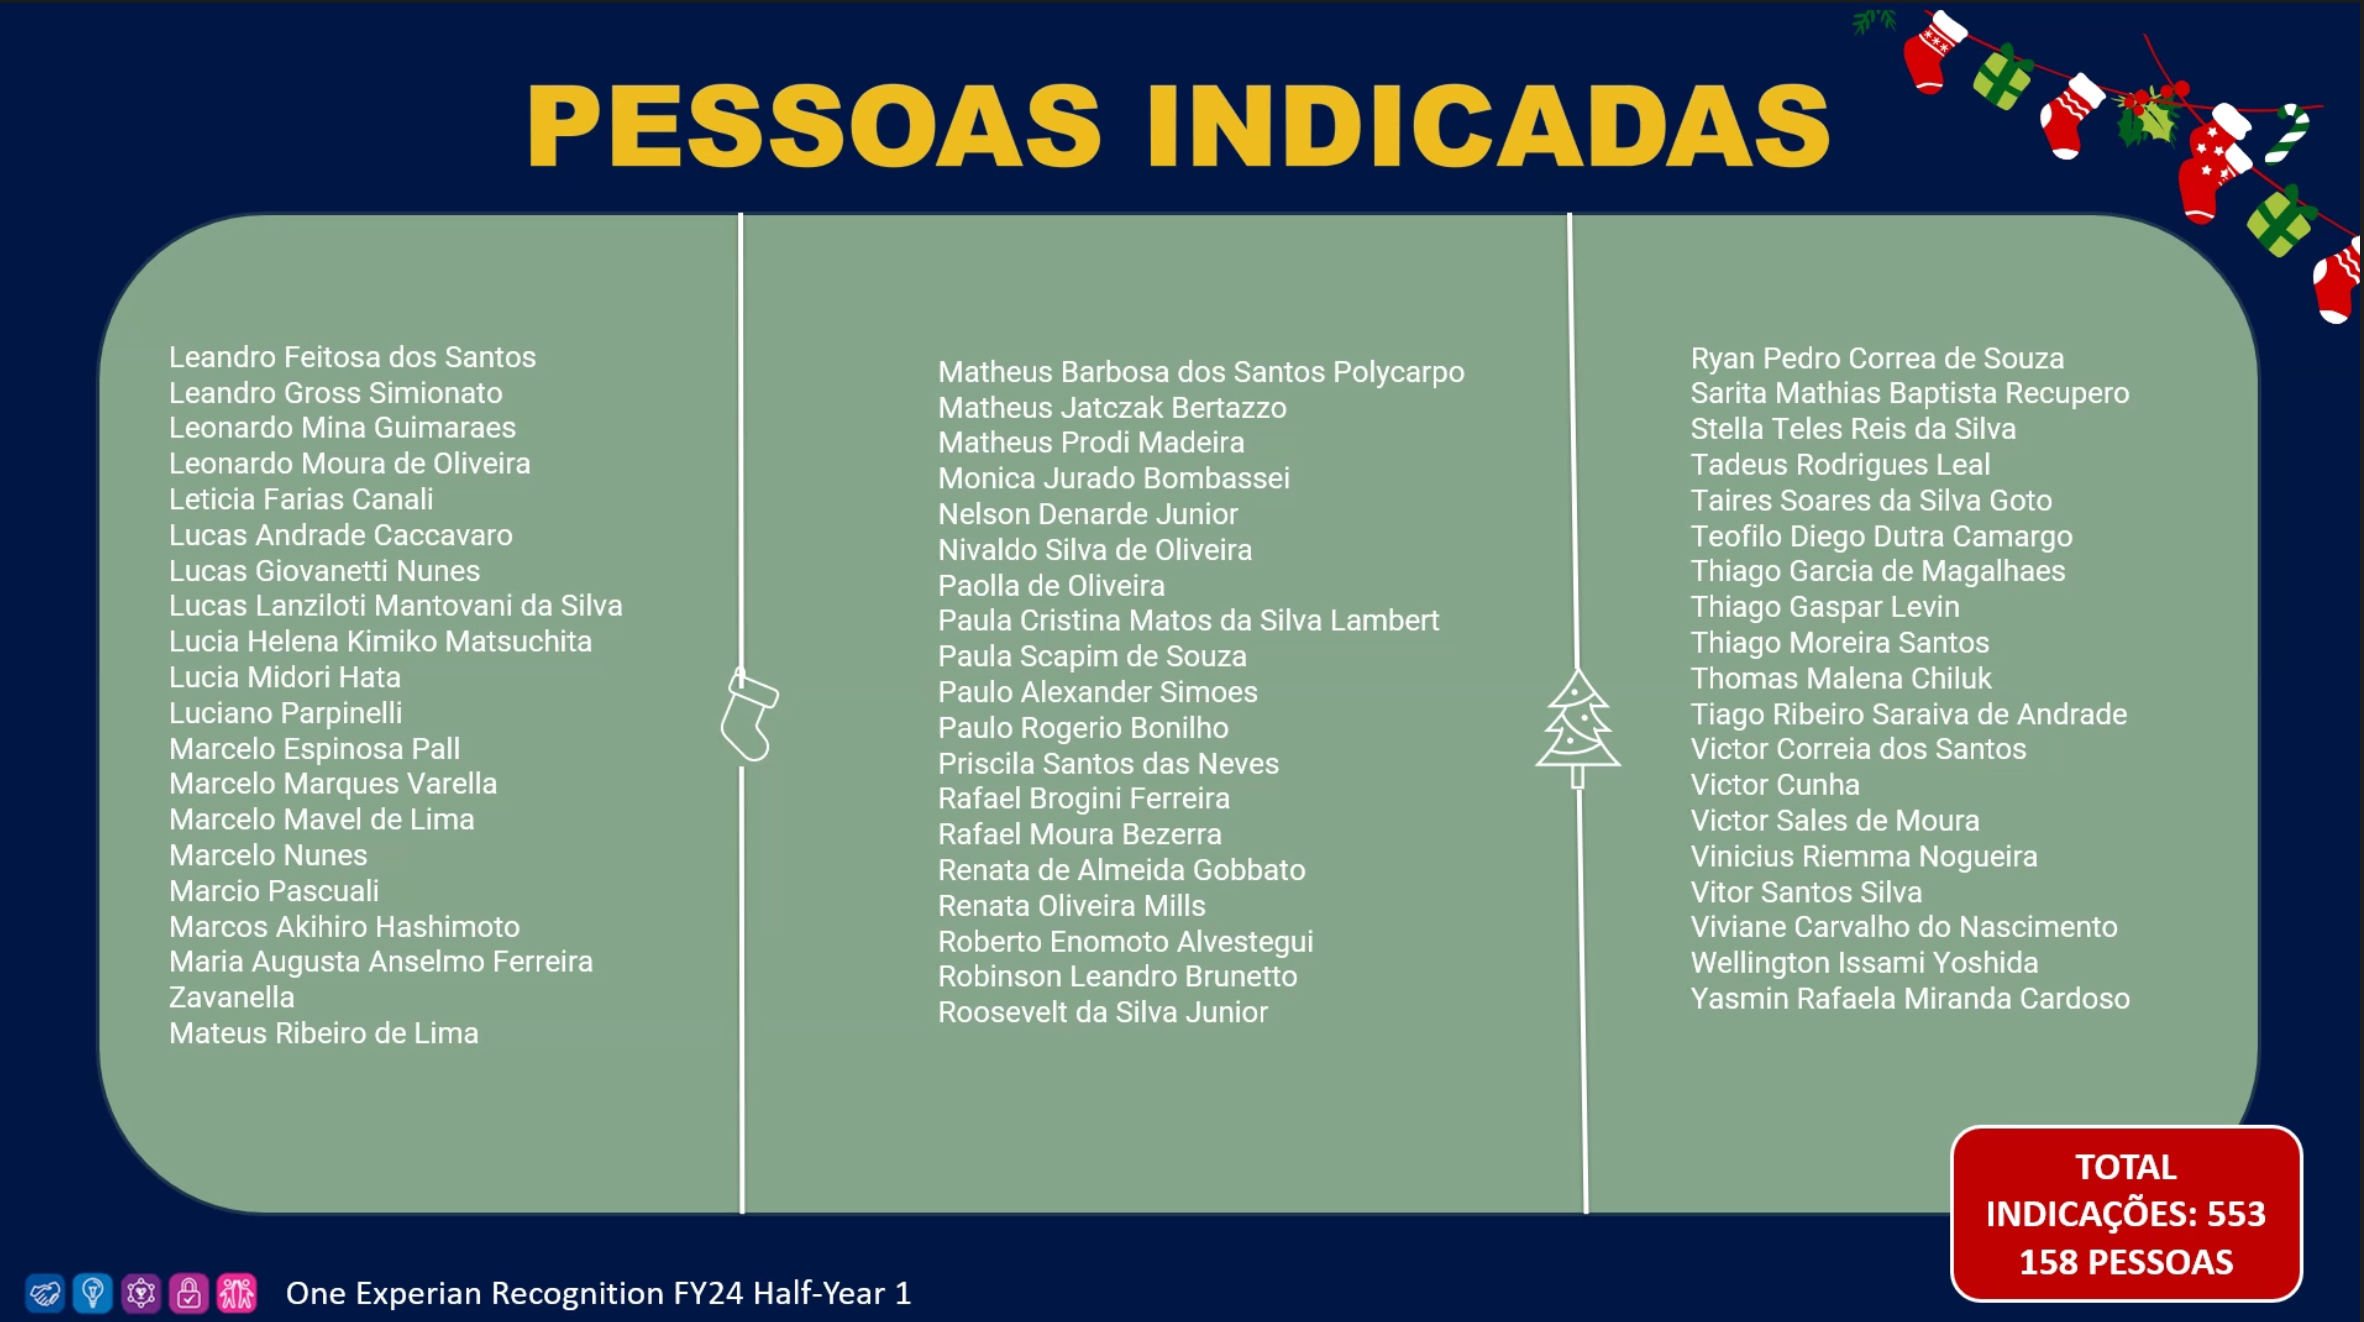 PESSOAS INDICADAS
Leandro Feitosa dos Santos
Leandro Gross Simionato
Leonardo Mina Guimaraes
Leonardo Moura de Oliveira
Leticia Farias Canali
Lucas Andrade Caccavaro
Lucas Giovanetti Nunes
Lucas Lanziloti Mantovani da Silva
Lucia Helena Kimiko Matsuchita
Lucia Midori Hata
Luciano Parpinelli
Marcelo Espinosa Pall
Marcelo Marques Varella
Marcelo Mavel de Lima
Marcelo Nunes
Marcio Pascuali
Marcos Akihiro Hashimoto
Maria Augusta Anselmo Ferreira
Zavanella
Mateus Ribeiro de Lima
Matheus Barbosa dos Santos Polycarpo
Matheus Jatczak Bertazzo
Matheus Prodi Madeira
Monica Jurado Bombassei
Nelson Denarde Junior
Nivaldo Silva de Oliveira
Paolla de Oliveira
Paula Cristina Matos da Silva Lambert
Paula Scapim de Souza
Paulo Alexander Simoes
Paulo Rogerio Bonilho
Priscila Santos das Neves
Rafael Brogini Ferreira
Rafael Moura Bezerra
Renata de Almeida Gobbato
Renata Oliveira Mills
Roberto Enomoto Alvestegui
Robinson Leandro Brunetto
Roosevelt da Silva Junior
Ryan Pedro Correa de Souza
Sarita Mathias Baptista Recupero
Stella Teles Reis da Silva
Tadeus Rodrigues Leal
Taires Soares da Silva Goto
Teofilo Diego Dutra Camargo
Thiago Garcia de Magalhaes
Thiago Gaspar Levin
Thiago Moreira Santos
Thomas Malena Chiluk
Tiago Ribeiro Saraiva de Andrade
Victor Correia dos Santos
Victor Cunha
Victor Sales de Moura
Vinicius Riemma Nogueira
Vitor Santos Silva
Viviane Carvalho do Nascimento
Wellington Issami Yoshida
Yasmin Rafaela Miranda Cardoso
TOTAL
INDICAÇÕES: 553
158 PESSOAS
One Experian Recognition FY24 Half-Year 1